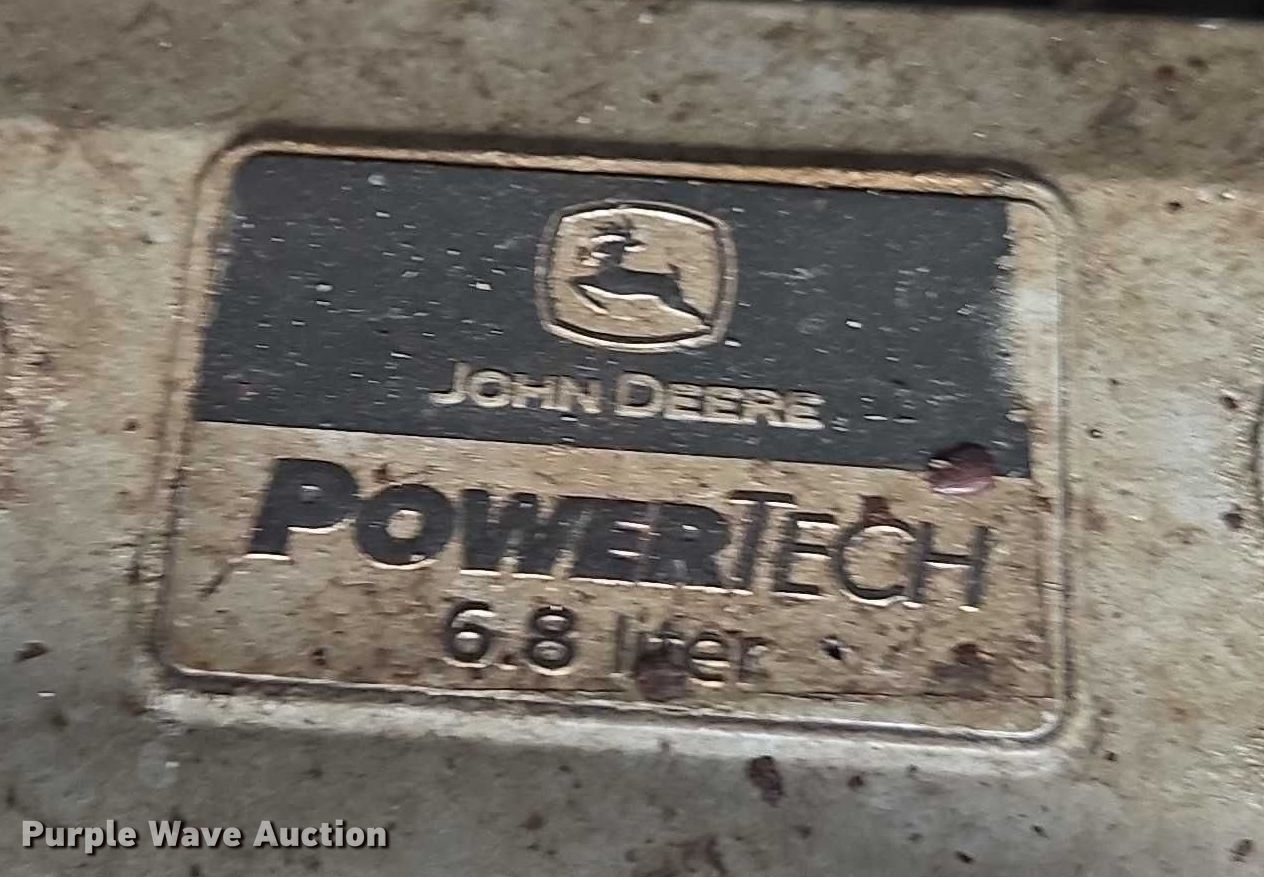 JOHN DEERE
POWERTECH
6.8 liter
Purple Wave Auction